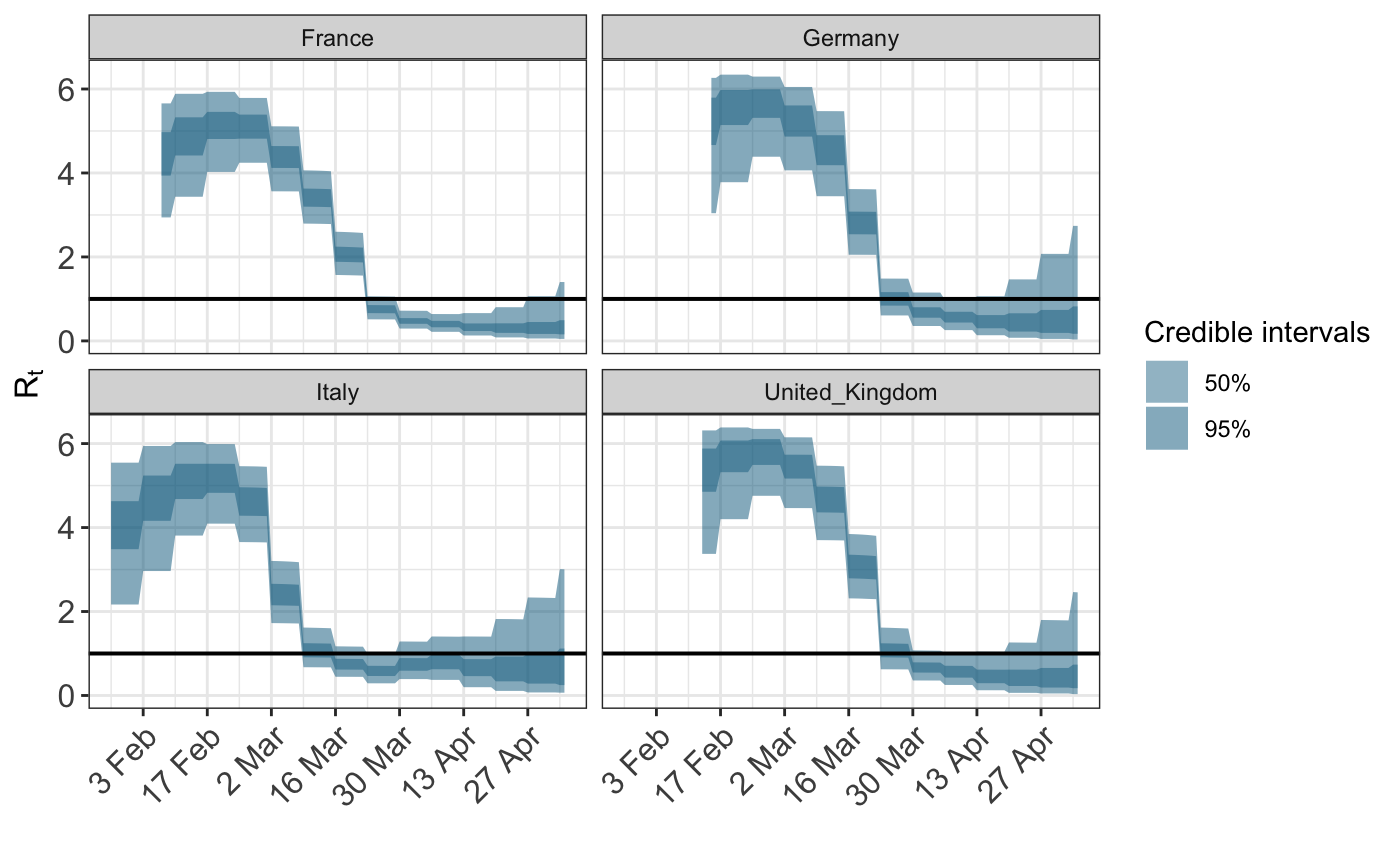 France
Germany
6
4
2
0
R_t
Italy
United_Kingdom
6
4
2
0
3 Feb
17 Feb
2 Mar
16 Mar
30 Mar
13 Apr
27 Apr
3 Feb
17 Feb
2 Mar
16 Mar
30 Mar
13 Apr
27 Apr
Credible intervals
50%
95%